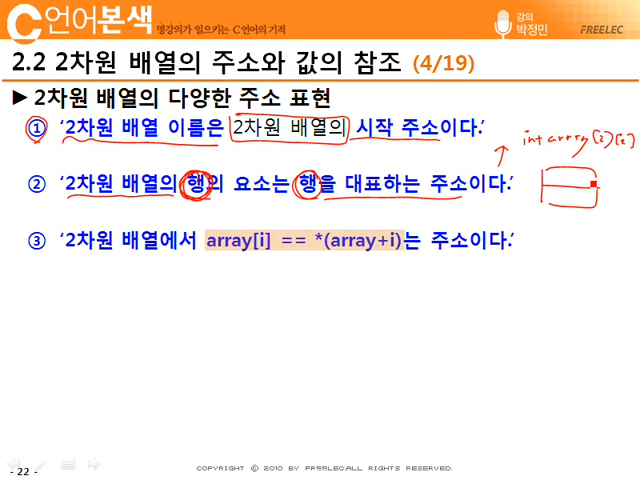 C언어본색 명강의가 일으키는 C언어의 기적
강의
박정민
FREELEC
2.2 2차원 배열의 주소와 값의 참조 (4/19)
▶ 2차원 배열의 다양한 주소 표현
① ‘2차원 배열 이름은 2차원 배열의 시작 주소이다.’
int array[2][2]
② ‘2차원 배열의 행의 요소는 행을 대표하는 주소이다.’
③ ‘2차원 배열에서 array[i] == *(array+i)는 주소이다.’
- 22 -
COPYRIGHT © 2010 BY FREELEC.ALL RIGHTS RESERVED.